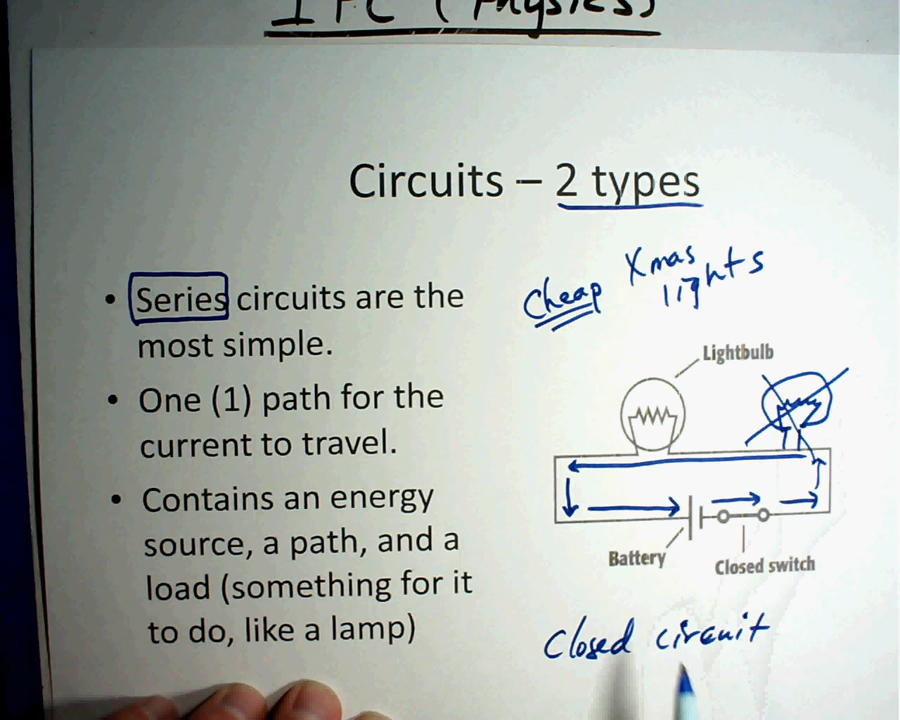 IPC (Physics)
Circuits – 2 types
• Series circuits are the
most simple.
• One (1) path for the
current to travel.
• Contains an energy
source, a path, and a
load (something for it
to do, like a lamp)
Cheap Xmas
lights
Lightbulb
Battery
Closed switch
Closed circuit